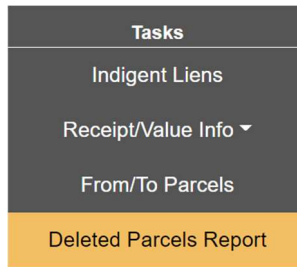 Tasks
Indigent Liens
Receipt/Value Info
From/To Parcels
Deleted Parcels Report